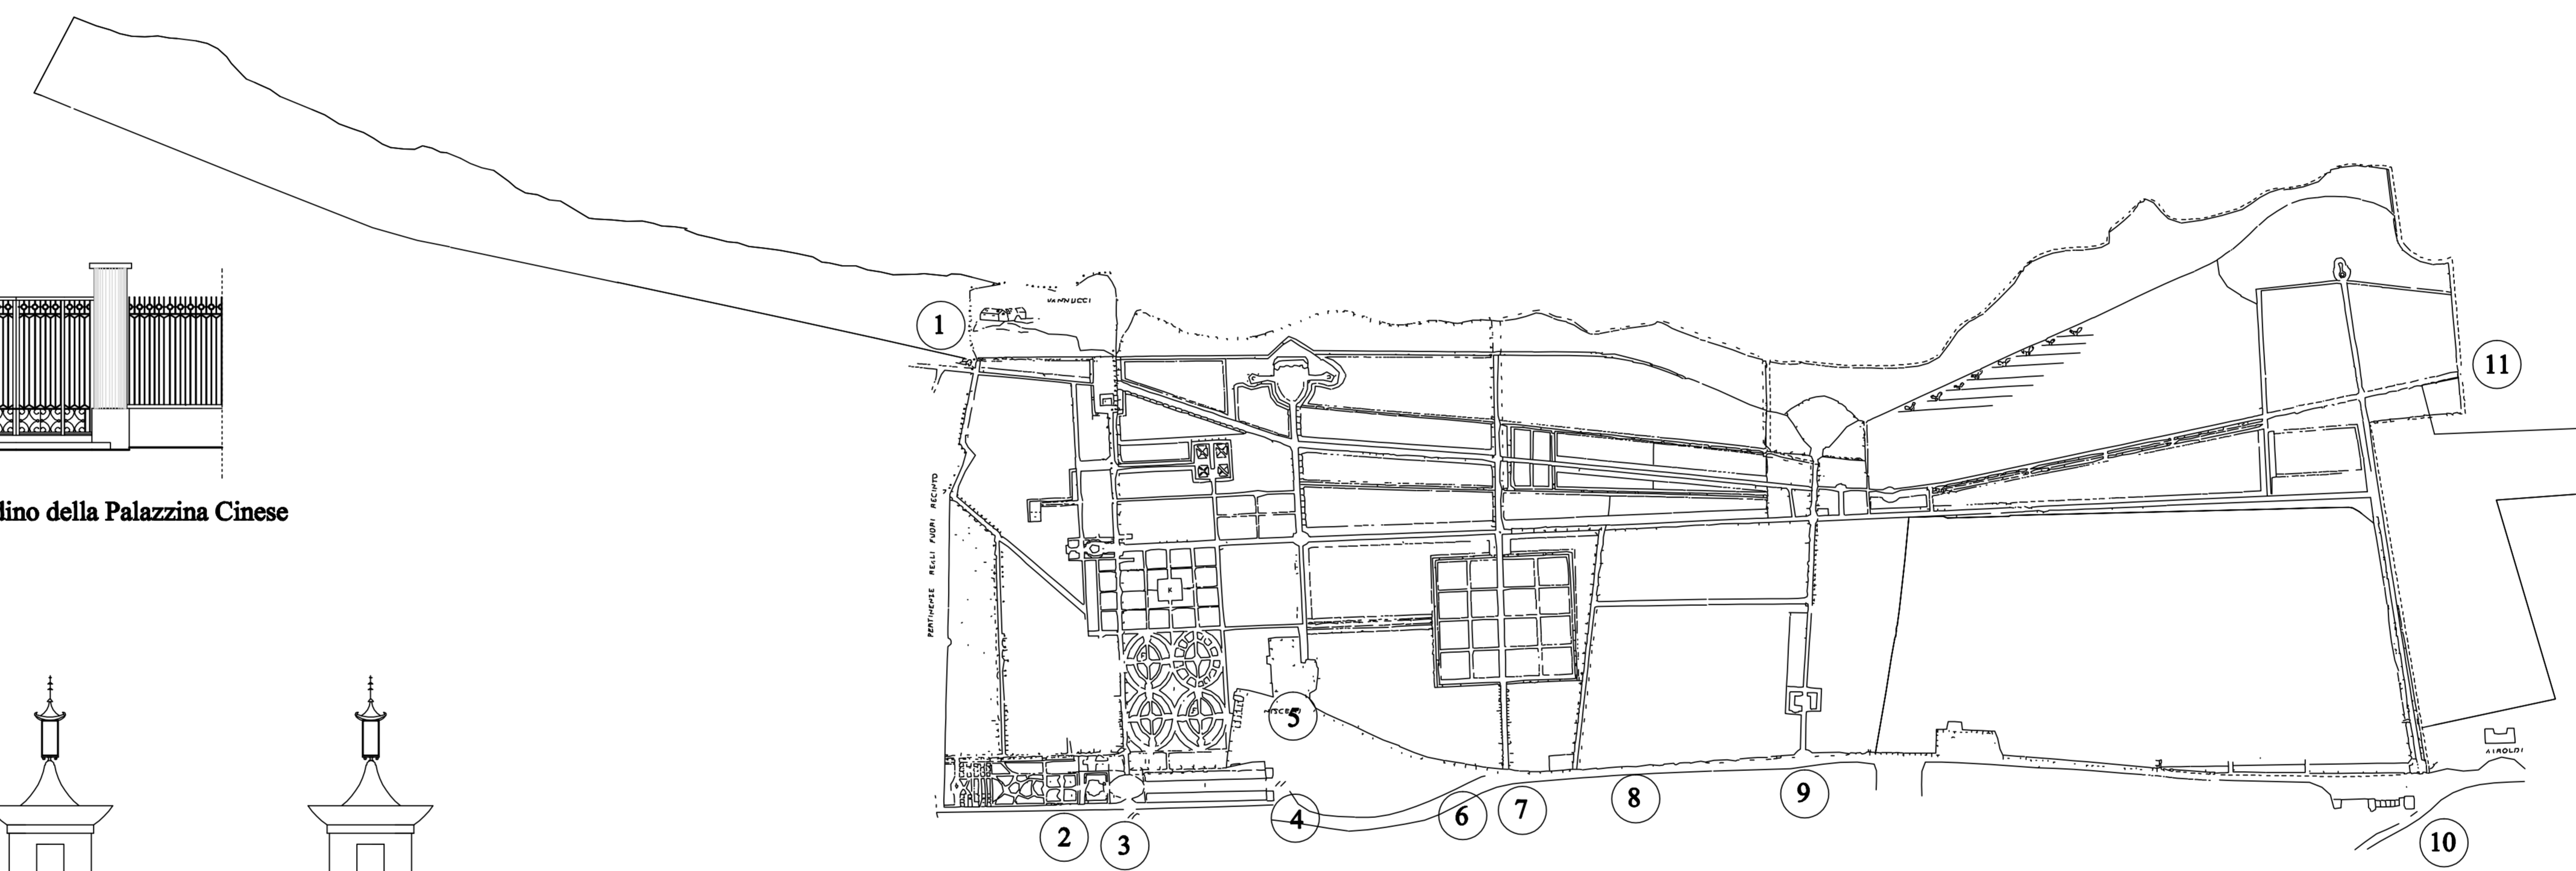 VANNUCCI
1
11
PERTINENZE REALI FUORI RECINTO
dino della Palazzina Cinese
K
F
F
I
5
AIROLDI
2
3
4
6
7
8
9
10